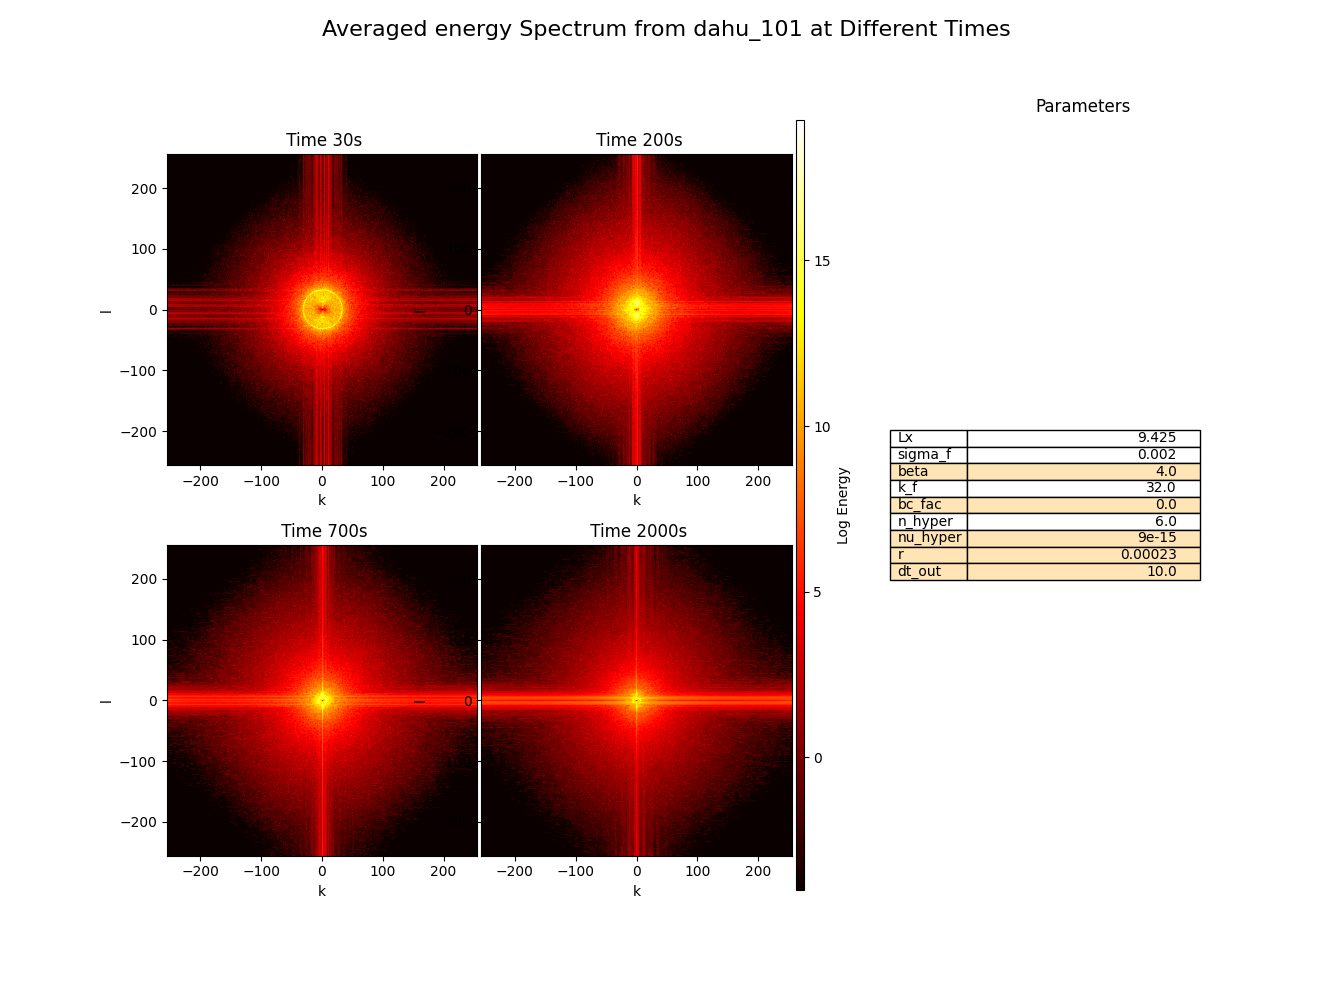 Averaged energy Spectrum from dahu_101 at Different Times
Time 30s
200
100
0
−100
−200
l
−200 −100 0 100 200
k
Time 200s
0
l
−200 −100 0 100 200
k
Time 700s
200
100
0
−100
−200
l
−200 −100 0 100 200
k
Time 2000s
0
l
−200 −100 0 100 200
k
15
10
5
0
Log Energy
Parameters
Lx 9.425
sigma_f 0.002
beta 4.0
k_f 32.0
bc_fac 0.0
n_hyper 6.0
nu_hyper 9e-15
r 0.00023
dt_out 10.0